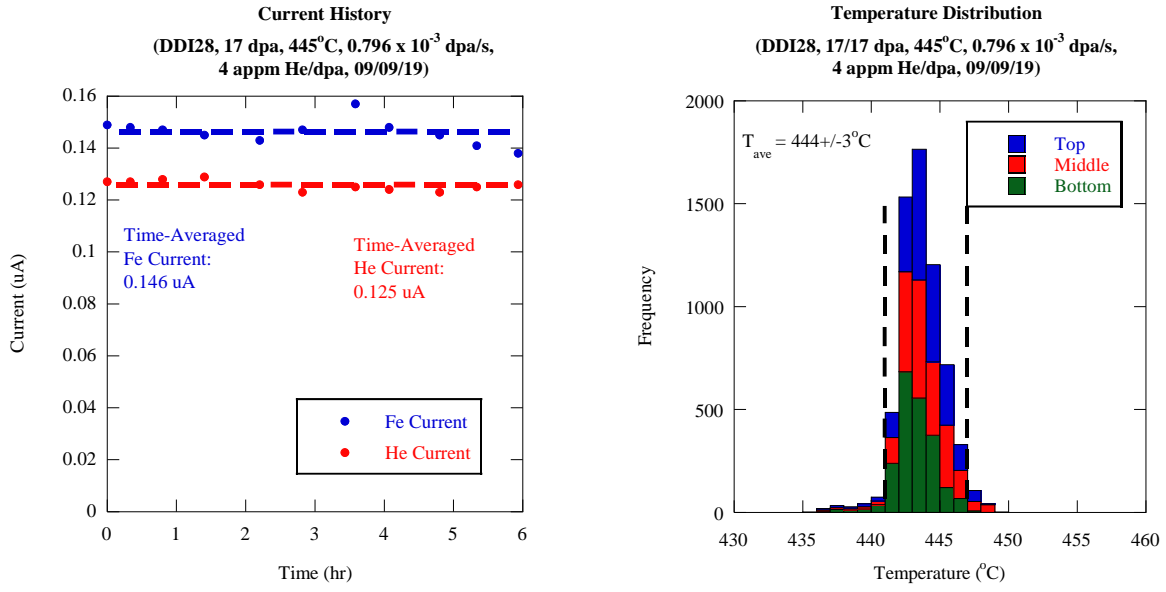 Current History
(DDI28, 17 dpa, 445°C, 0.796 x 10⁻³ dpa/s,
4 appm He/dpa, 09/09/19)
0.16
0.14
0.12
0.1
0.08
0.06
0.04
0.02
0
Current (uA)
Time-Averaged
Fe Current:
0.146 uA
Time-Averaged
He Current:
0.125 uA
Fe Current
He Current
0 1 2 3 4 5 6
Time (hr)
Temperature Distribution
(DDI28, 17/17 dpa, 445°C, 0.796 x 10⁻³ dpa/s,
4 appm He/dpa, 09/09/19)
2000
1500
1000
500
0
Frequency
T_ave = 444+/-3°C
Top
Middle
Bottom
430 435 440 445 450 455 460
Temperature (°C)